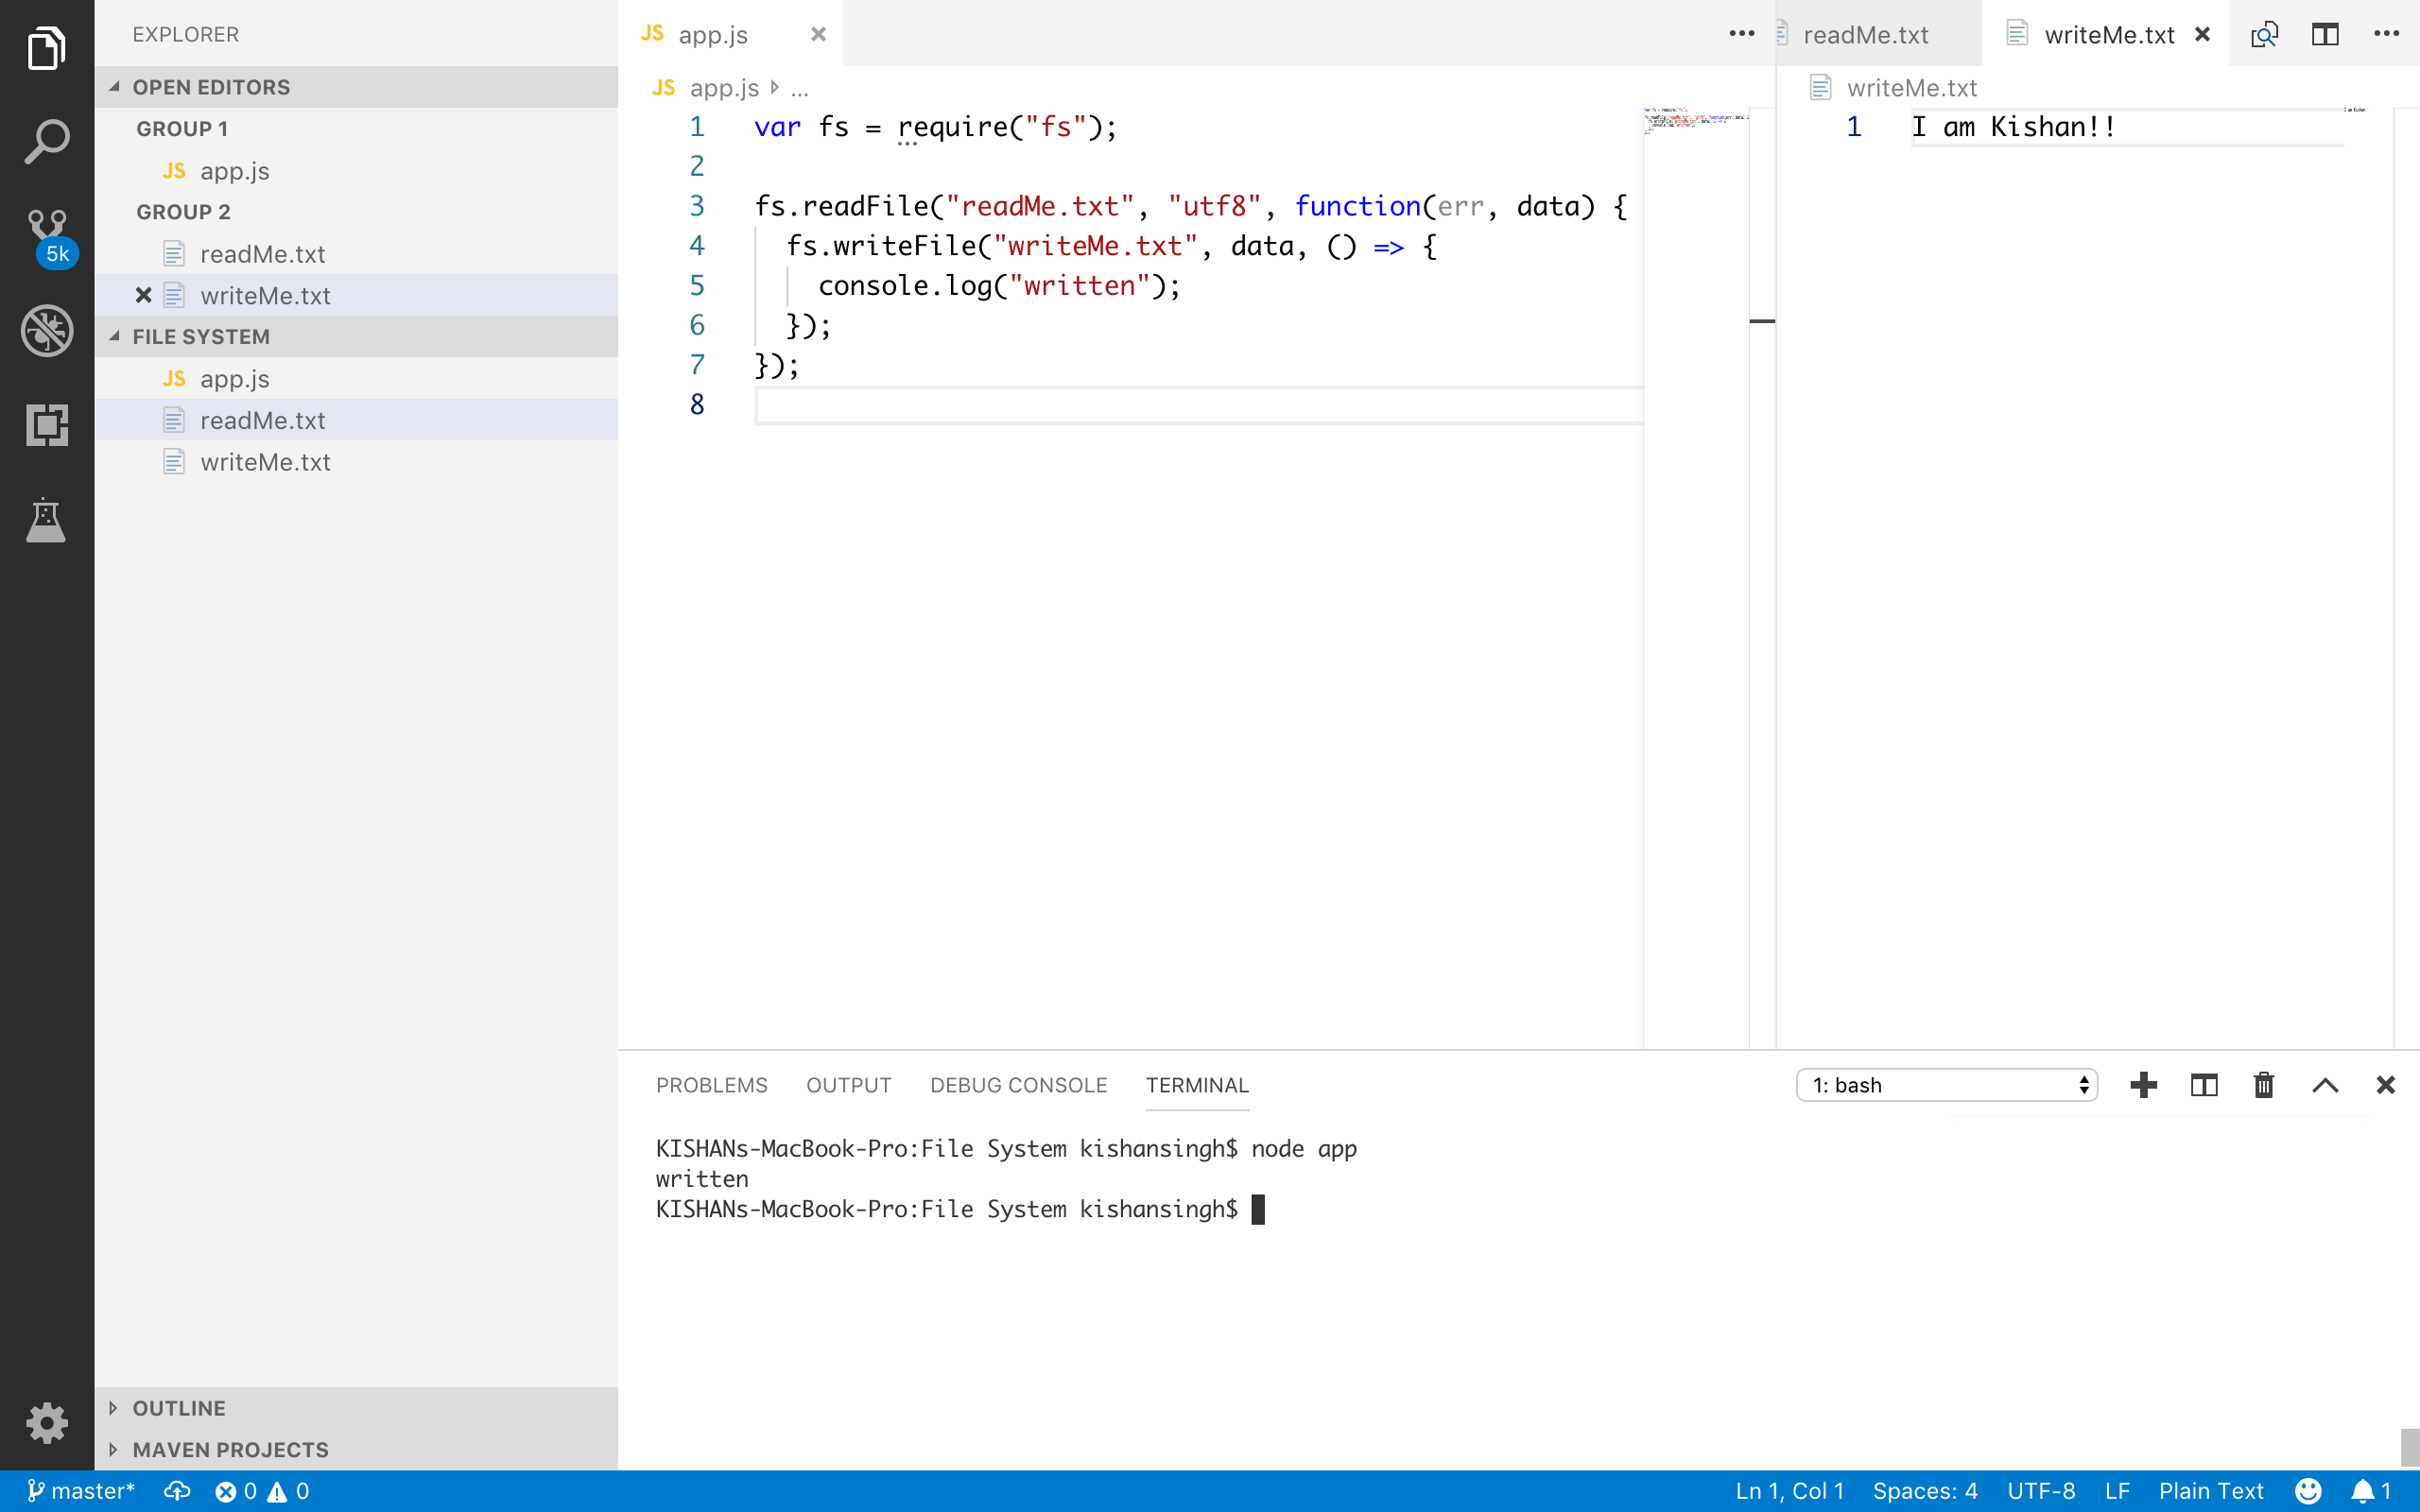 EXPLORER
OPEN EDITORS
GROUP 1
JS app.js
GROUP 2
readMe.txt
writeMe.txt
FILE SYSTEM
JS app.js
readMe.txt
writeMe.txt
5k
OUTLINE
MAVEN PROJECTS
JS app.js
JS app.js ...
1 var fs = require("fs");
2
3 fs.readFile("readMe.txt", "utf8", function(err, data) {
4 fs.writeFile("writeMe.txt", data, () => {
5 console.log("written");
6 });
7 });
8
readMe.txt writeMe.txt
writeMe.txt
1 I am Kishan!!
PROBLEMS OUTPUT DEBUG CONSOLE TERMINAL 1: bash
KISHANs-MacBook-Pro:File System kishansingh$ node app
written
KISHANs-MacBook-Pro:File System kishansingh$
master* 0 0 Ln 1, Col 1 Spaces: 4 UTF-8 LF Plain Text 1